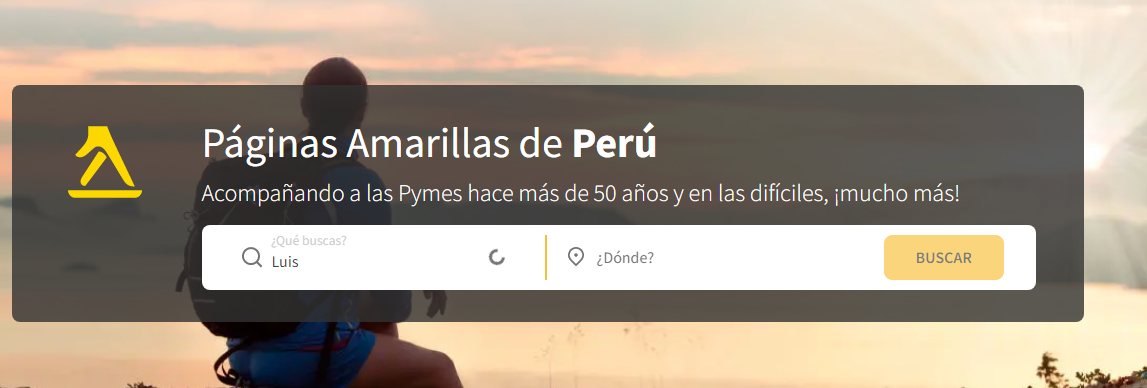 Páginas Amarillas de Perú
Acompañando a las Pymes hace más de 50 años y en las difíciles, ¡mucho más!
¿Qué buscas?
Luis
¿Dónde?
BUSCAR